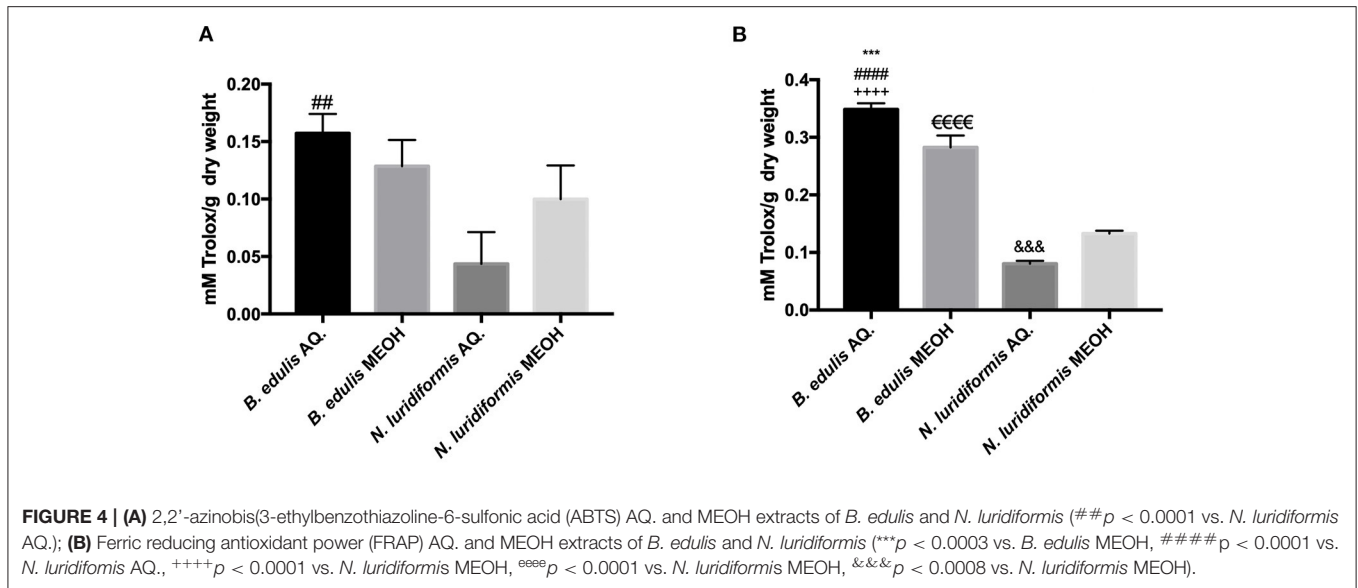 A
B
***
####
++++
##
€€€€
&&&
mM Trolox/g dry weight
0.20
0.15
0.10
0.05
0.00
B. edulis AQ.
B. edulis MEOH
N. luridiformis AQ.
N. luridiformis MEOH
mM Trolox/g dry weight
0.4
0.3
0.2
0.1
0.0
B. edulis AQ.
B. edulis MEOH
N. luridiformis AQ.
N. luridiformis MEOH
FIGURE 4 | (A) 2,2'-azinobis(3-ethylbenzothiazoline-6-sulfonic acid (ABTS) AQ. and MEOH extracts of B. edulis and N. luridiformis (##p < 0.0001 vs. N. luridiformis
AQ.); (B) Ferric reducing antioxidant power (FRAP) AQ. and MEOH extracts of B. edulis and N. luridiformis (***p < 0.0003 vs. B. edulis MEOH, ####p < 0.0001 vs.
N. luridifomis AQ., ++++p < 0.0001 vs. N. luridiformis MEOH, eeeep < 0.0001 vs. N. luridiformis MEOH, &&&p < 0.0008 vs. N. luridiformis MEOH).